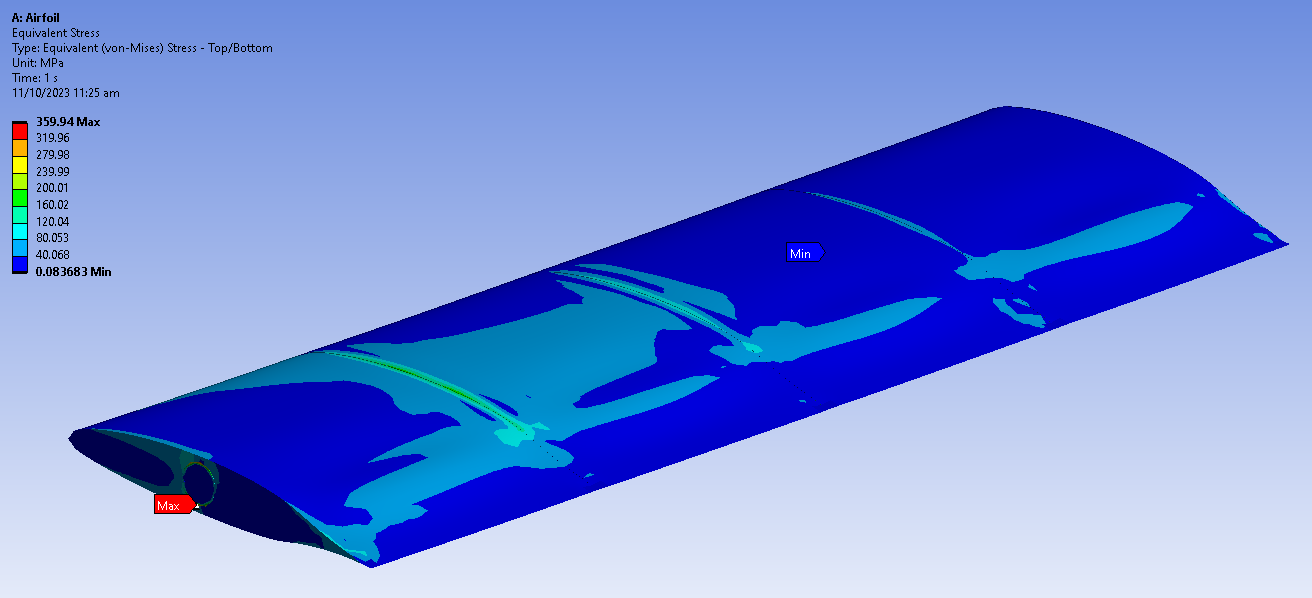 A: Airfoil
Equivalent Stress
Type: Equivalent (von-Mises) Stress - Top/Bottom
Unit: MPa
Time: 1 s
11/10/2023 11:25 am
359.94 Max
319.96
279.98
239.99
200.01
160.02
120.04
80.053
40.068
0.083683 Min
Min
Max